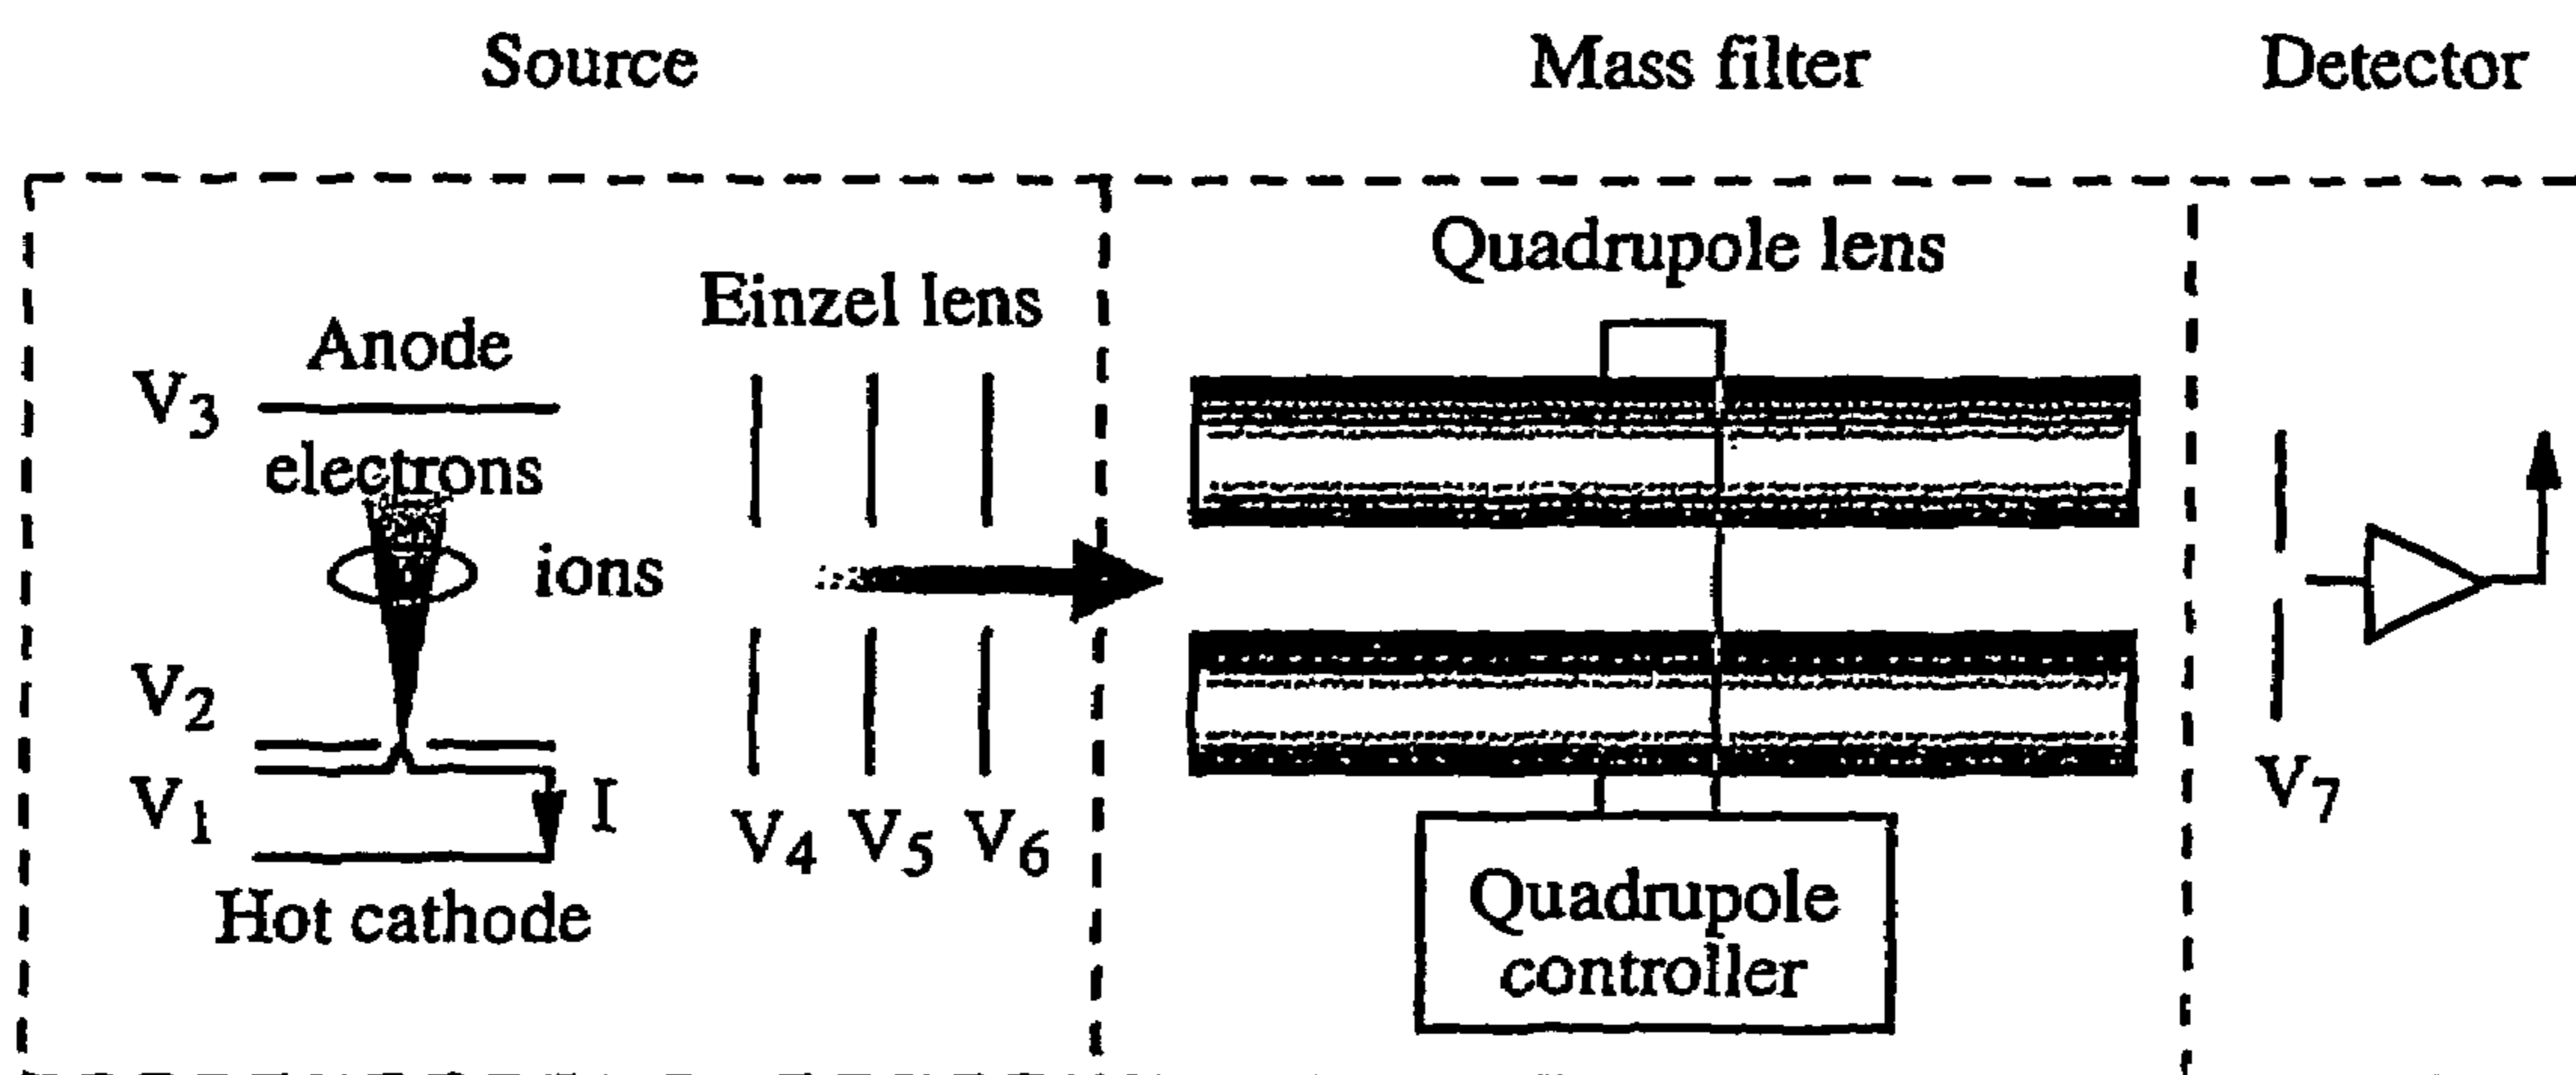 Source
Mass filter
Detector
Quadrupole lens
Einzel lens
Anode
V3
electrons
ions
V2
V1
I
Hot cathode
V4 V5 V6
V7
Quadrupole
controller